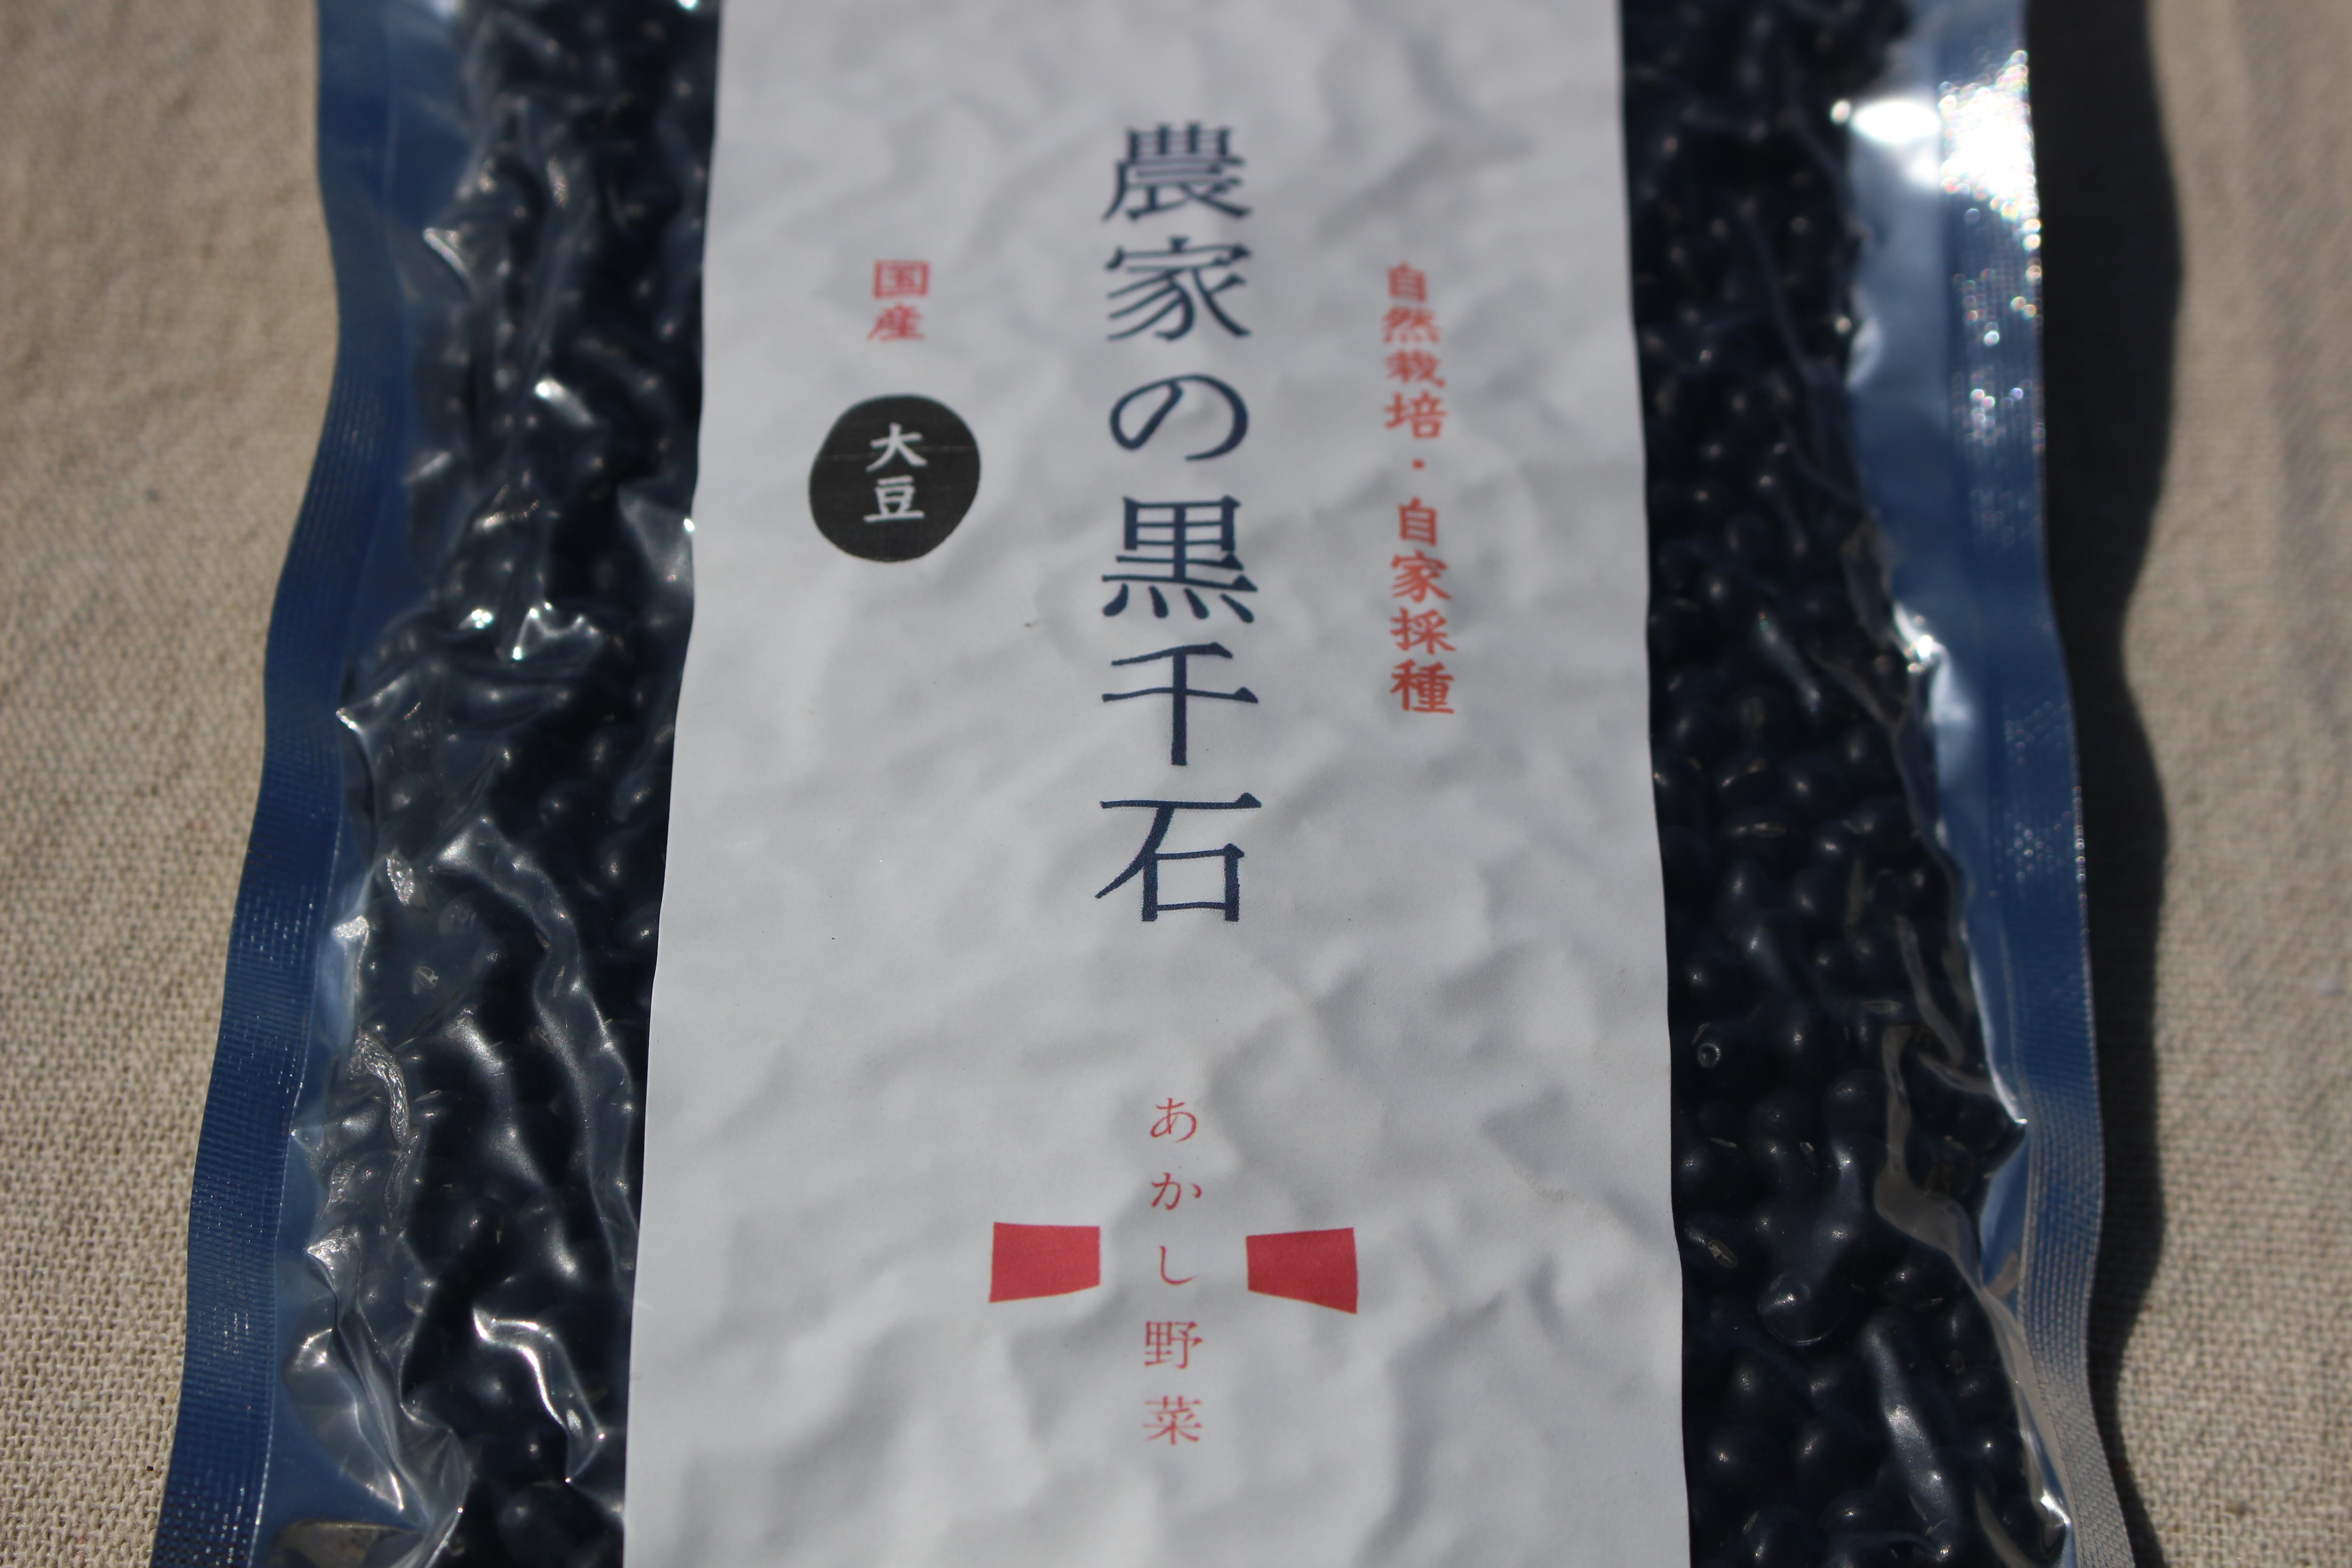 自然栽培・自家採種
農家の黒千石
国産
大豆
あかし野菜